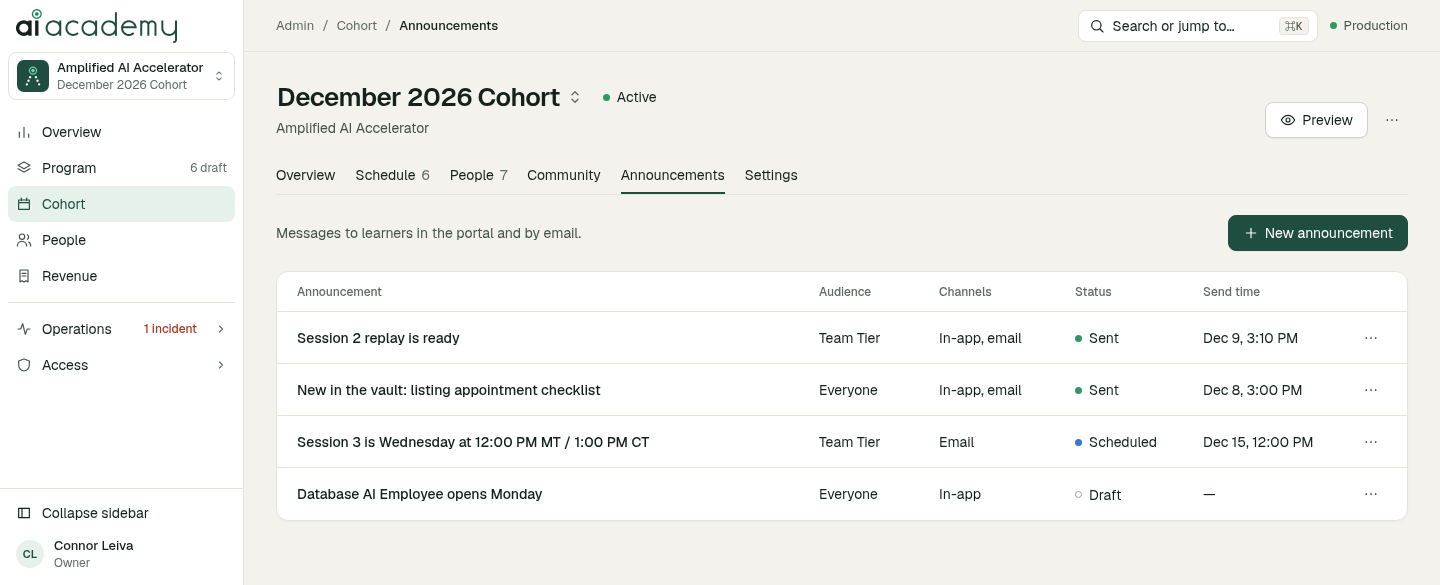 ai academy
Amplified AI Accelerator
December 2026 Cohort
Overview
Program 6 draft
Cohort
People
Revenue
Operations 1 incident
Access
Collapse sidebar
CL Connor Leiva
Owner
Admin / Cohort / Announcements
Search or jump to... ⌘K
Production
December 2026 Cohort Active
Amplified AI Accelerator
Preview ···
Overview Schedule 6 People 7 Community Announcements Settings
Messages to learners in the portal and by email.
+ New announcement
Announcement Audience Channels Status Send time
Session 2 replay is ready Team Tier In-app, email Sent Dec 9, 3:10 PM ···
New in the vault: listing appointment checklist Everyone In-app, email Sent Dec 8, 3:00 PM ···
Session 3 is Wednesday at 12:00 PM MT / 1:00 PM CT Team Tier Email Scheduled Dec 15, 12:00 PM ···
Database AI Employee opens Monday Everyone In-app Draft — ···